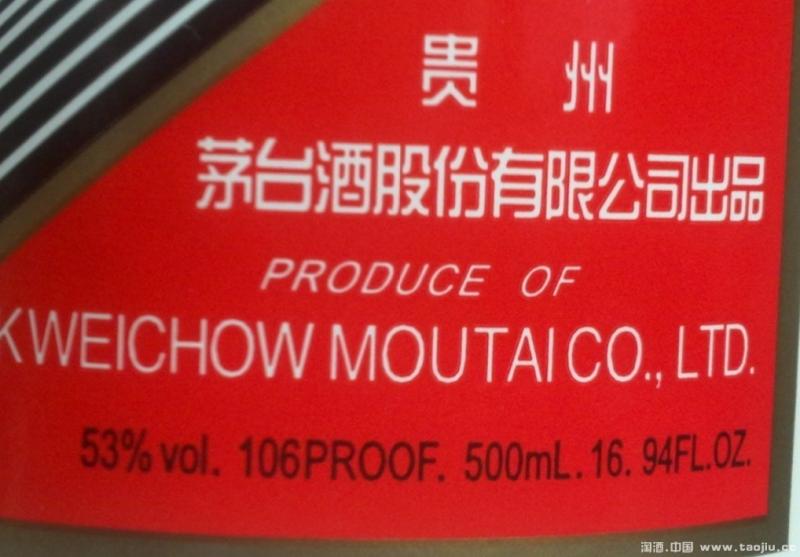 贵州
茅台酒股份有限公司出品
PRODUCE OF
KWEICHOW MOUTAI CO., LTD.
53% vol. 106PROOF. 500mL. 16. 94FL.OZ.
淘酒.中国 www.taojiu.cc